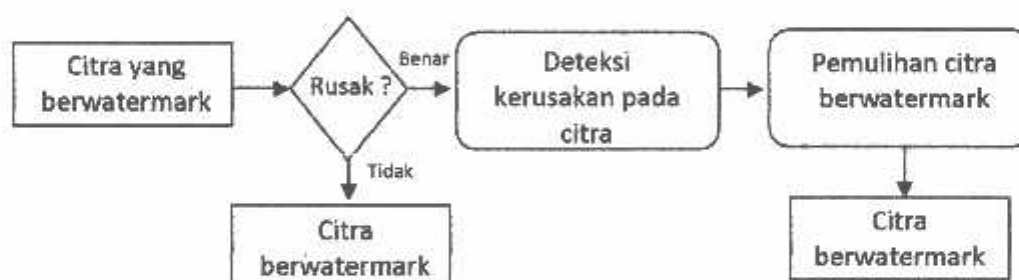 Citra yang
berwatermark
Rusak ?
Benar
Deteksi
kerusakan pada
citra
Pemulihan citra
berwatermark
Tidak
Citra
berwatermark
Citra
berwatermark